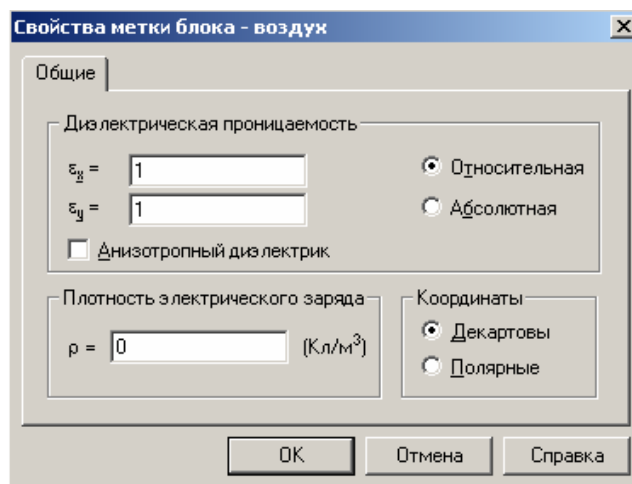 Свойства метки блока - воздух
Общие
Диэлектрическая проницаемость
εx = 1
Относительная
εy = 1
Абсолютная
Анизотропный диэлектрик
Плотность электрического заряда
Координаты
ρ = 0 (Кл/м³)
Декартовы
Полярные
OK Отмена Справка